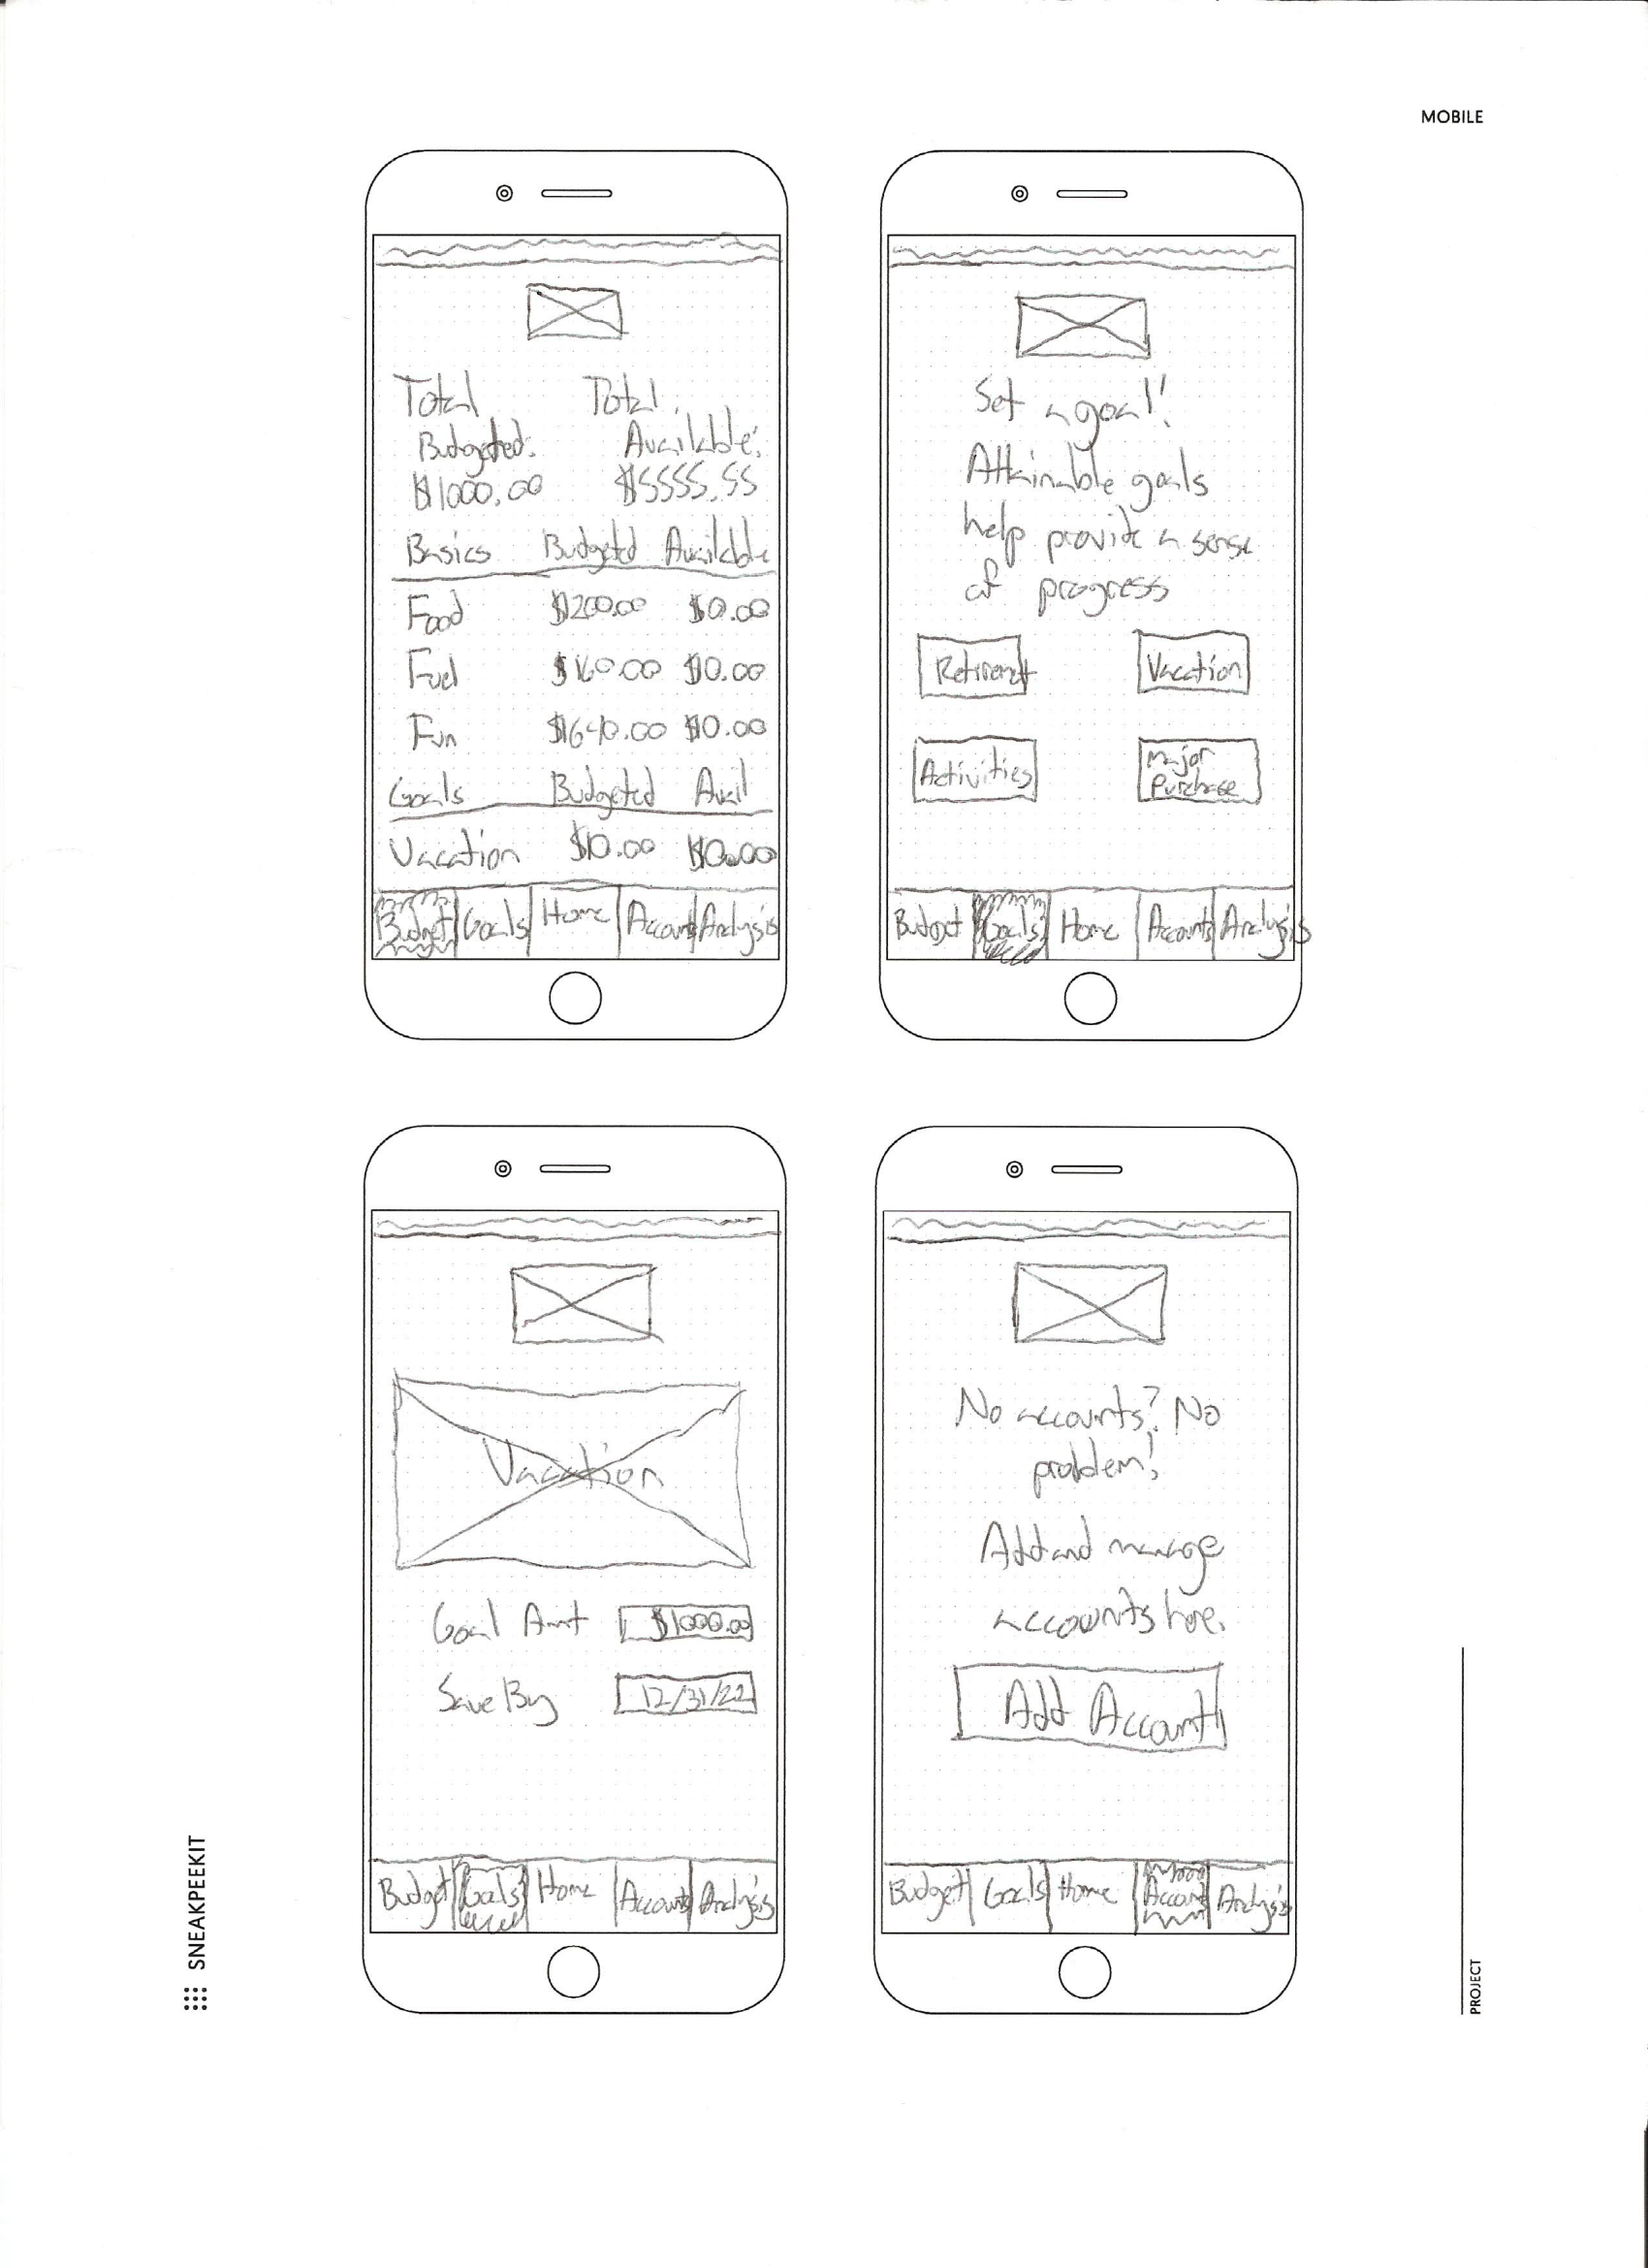 MOBILE
Total Total
Budgeted: Available:
$1000.00 $5555.55
Basics Budgeted Available
Food $200.00 $0.00
Fuel $160.00 $0.00
Fun $640.00 $0.00
Goals Budgeted Avail
Vacation $10.00 $0.00
Budget Goals Home Accounts Analysis
Set a goal!
Attainable goals
help provide a sense
of progress
Vacation
Activities
Major
Purchase
Budget Goals Home Accounts Analysis
Vacation
Goal Amt $1000.00
Save By 12/31/22
Budget Goals Home Accounts Analysis
No accounts? No
problem!
Add and manage
accounts here.
Add Account
Budget Goals Home Accounts Analysis
SNEAKPEEKIT
PROJECT